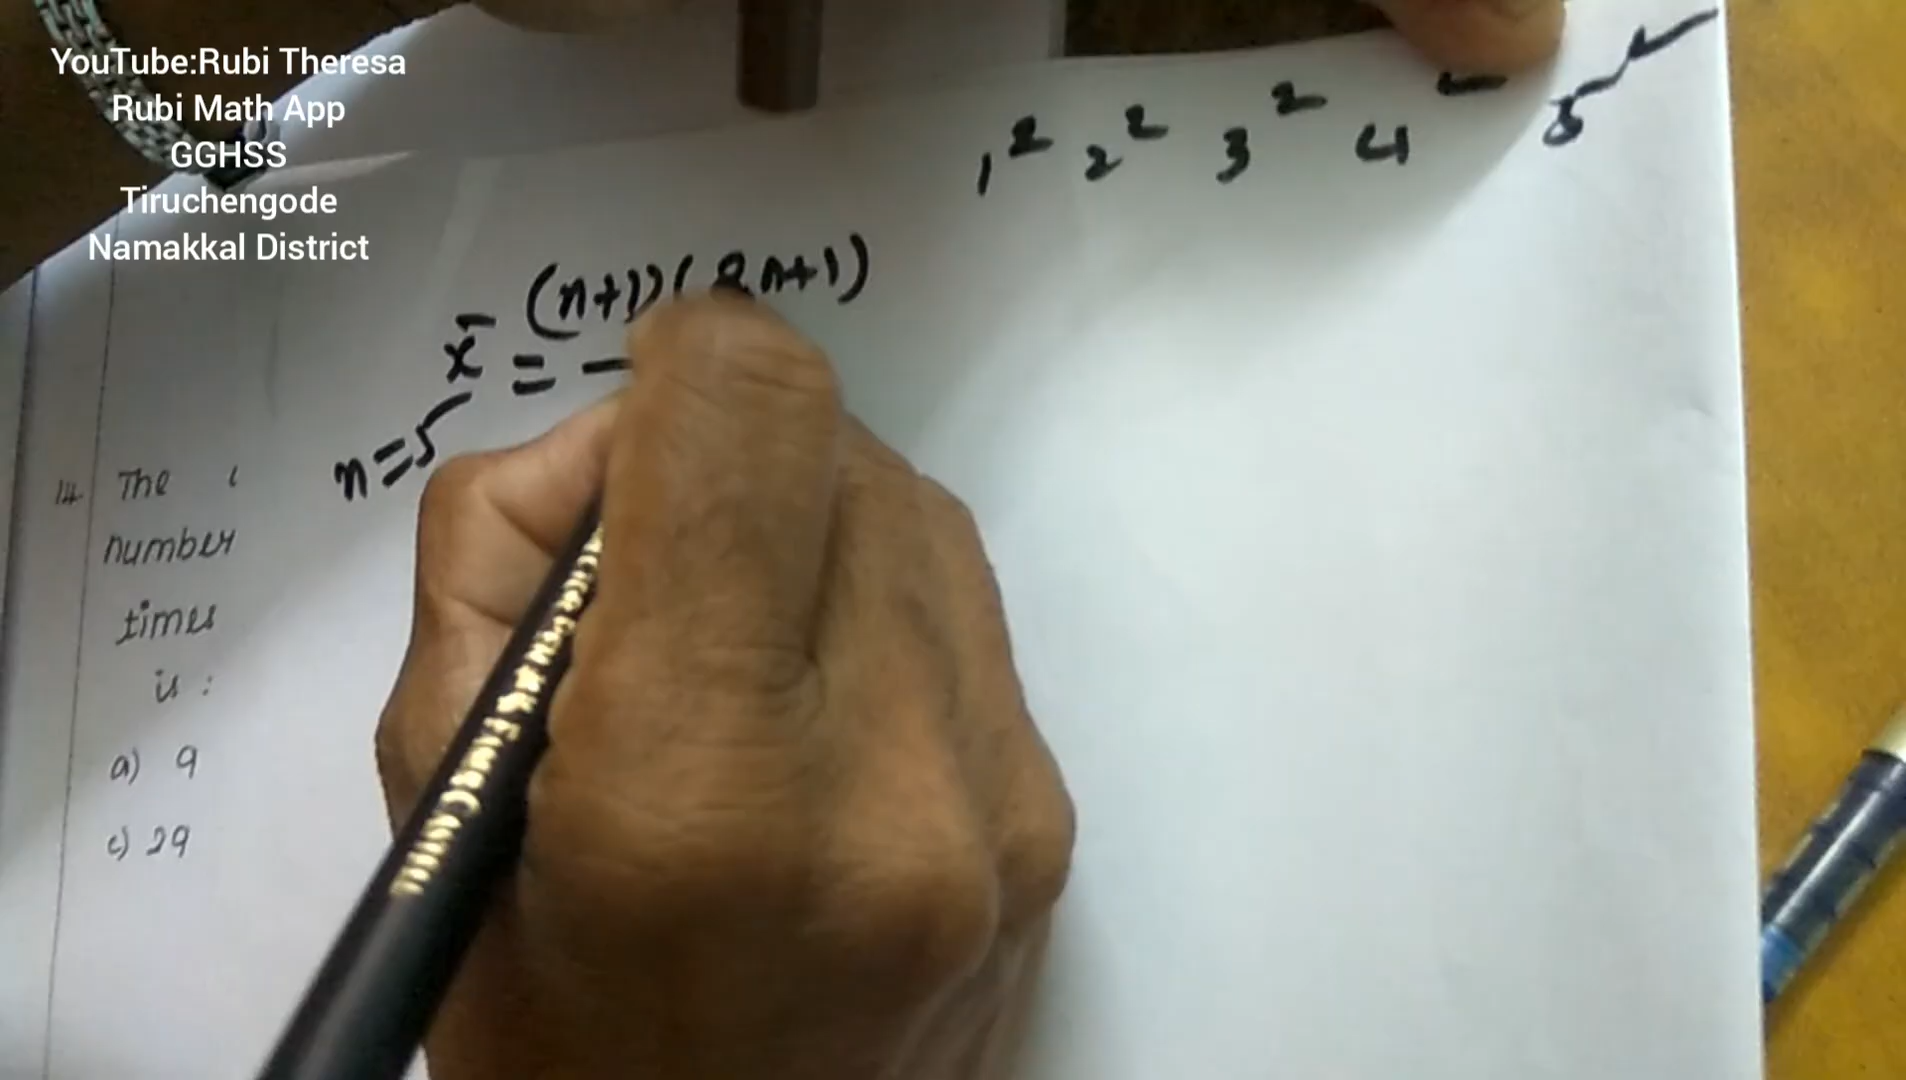 YouTube:Rubi Theresa
Rubi Math App
GGHSS
Tiruchengode
Namakkal District
1² 2² 3² 4² 5²
(n+1)(2n+1)
x̄ =
n=5
14. The
number
times
is :
a) 9
c) 29